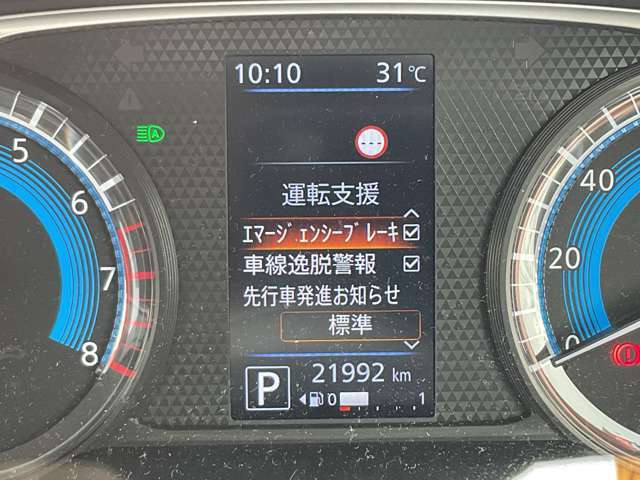 10:10 31℃
運転支援
エマージェンシーブレーキ
車線逸脱警報
先行車発進お知らせ
標準
P
21992 km
0 1
5
6
7
8
40
20
0
A